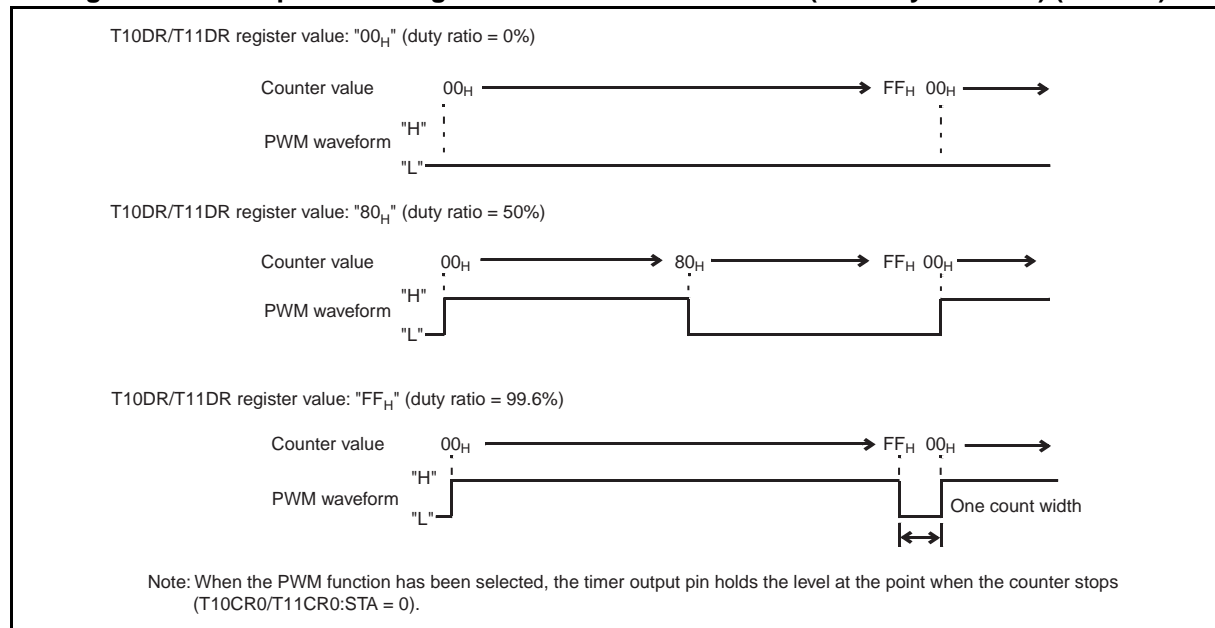 T10DR/T11DR register value: "00H" (duty ratio = 0%)
Counter value 00H FFH 00H
"H"
PWM waveform
"L"
T10DR/T11DR register value: "80H" (duty ratio = 50%)
Counter value 00H 80H FFH 00H
"H"
PWM waveform
"L"
T10DR/T11DR register value: "FFH" (duty ratio = 99.6%)
Counter value 00H FFH 00H
"H"
PWM waveform
One count width
"L"
Note: When the PWM function has been selected, the timer output pin holds the level at the point when the counter stops
(T10CR0/T11CR0:STA = 0).